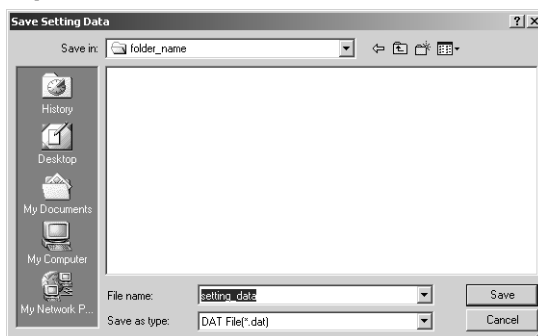 Save Setting Data
Save in: folder_name
History
Desktop
My Documents
My Computer
My Network P...
File name: setting_data Save
Save as type: DAT File(*.dat) Cancel